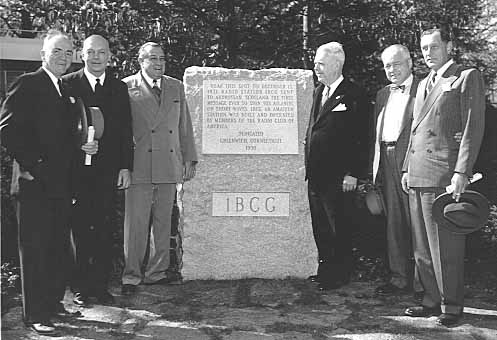 NEAR THIS SPOT ON DECEMBER 11,
1921, RADIO STATION 1BCG SENT
TO ARDROSSAN, SCOTLAND THE FIRST
MESSAGE EVER TO SPAN THE ATLANTIC
ON SHORT WAVES. 1BCG, AN AMATEUR
STATION, WAS BUILT AND OPERATED
BY MEMBERS OF THE RADIO CLUB
OF AMERICA.
DEDICATED
GREENWICH, CONNECTICUT
1950
1BCG